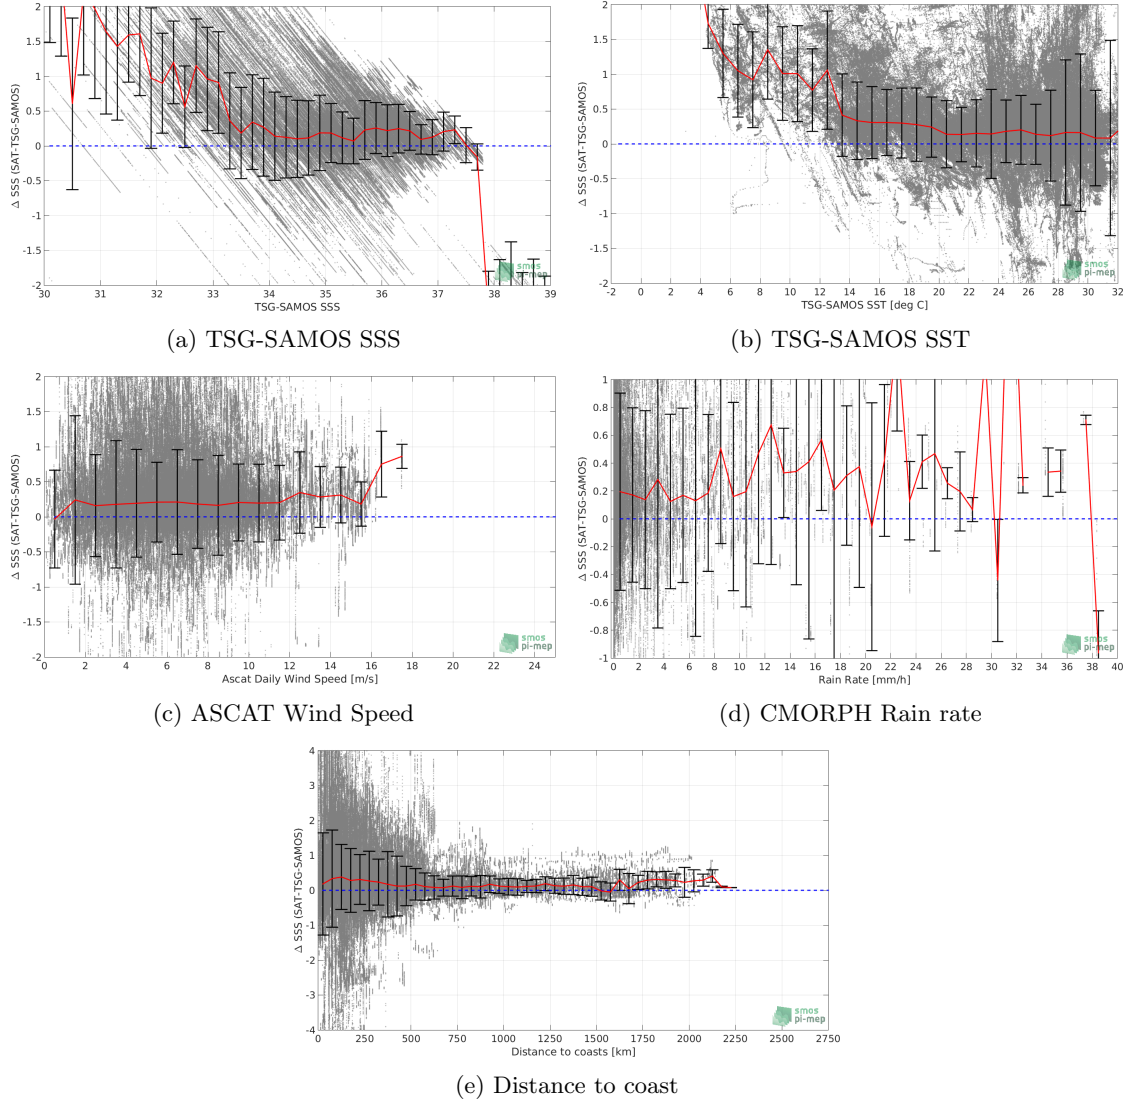 2
1.5
1
0.5
0
-0.5
-1
-1.5
-2
Δ SSS (SAT-TSG-SAMOS)
30 31 32 33 34 35 36 37 38 39
TSG-SAMOS SSS
smos
pi-mep
(a) TSG-SAMOS SSS
2
1.5
1
0.5
0
-0.5
-1
-1.5
-2
Δ SSS (SAT-TSG-SAMOS)
-2 0 2 4 6 8 10 12 14 16 18 20 22 24 26 28 30 32
TSG-SAMOS SST [deg C]
smos
pi-mep
(b) TSG-SAMOS SST
2
1.5
1
0.5
0
-0.5
-1
-1.5
-2
Δ SSS (SAT-TSG-SAMOS)
0 2 4 6 8 10 12 14 16 18 20 22 24
Ascat Daily Wind Speed [m/s]
smos
pi-mep
(c) ASCAT Wind Speed
1
0.8
0.6
0.4
0.2
0
-0.2
-0.4
-0.6
-0.8
-1
Δ SSS (SAT-TSG-SAMOS)
0 2 4 6 8 10 12 14 16 18 20 22 24 26 28 30 32 34 36 38 40
Rain Rate [mm/h]
smos
pi-mep
(d) CMORPH Rain rate
4
3
2
1
0
-1
-2
-3
-4
Δ SSS (SAT-TSG-SAMOS)
0 250 500 750 1000 1250 1500 1750 2000 2250 2500 2750
Distance to coasts [km]
smos
pi-mep
(e) Distance to coast